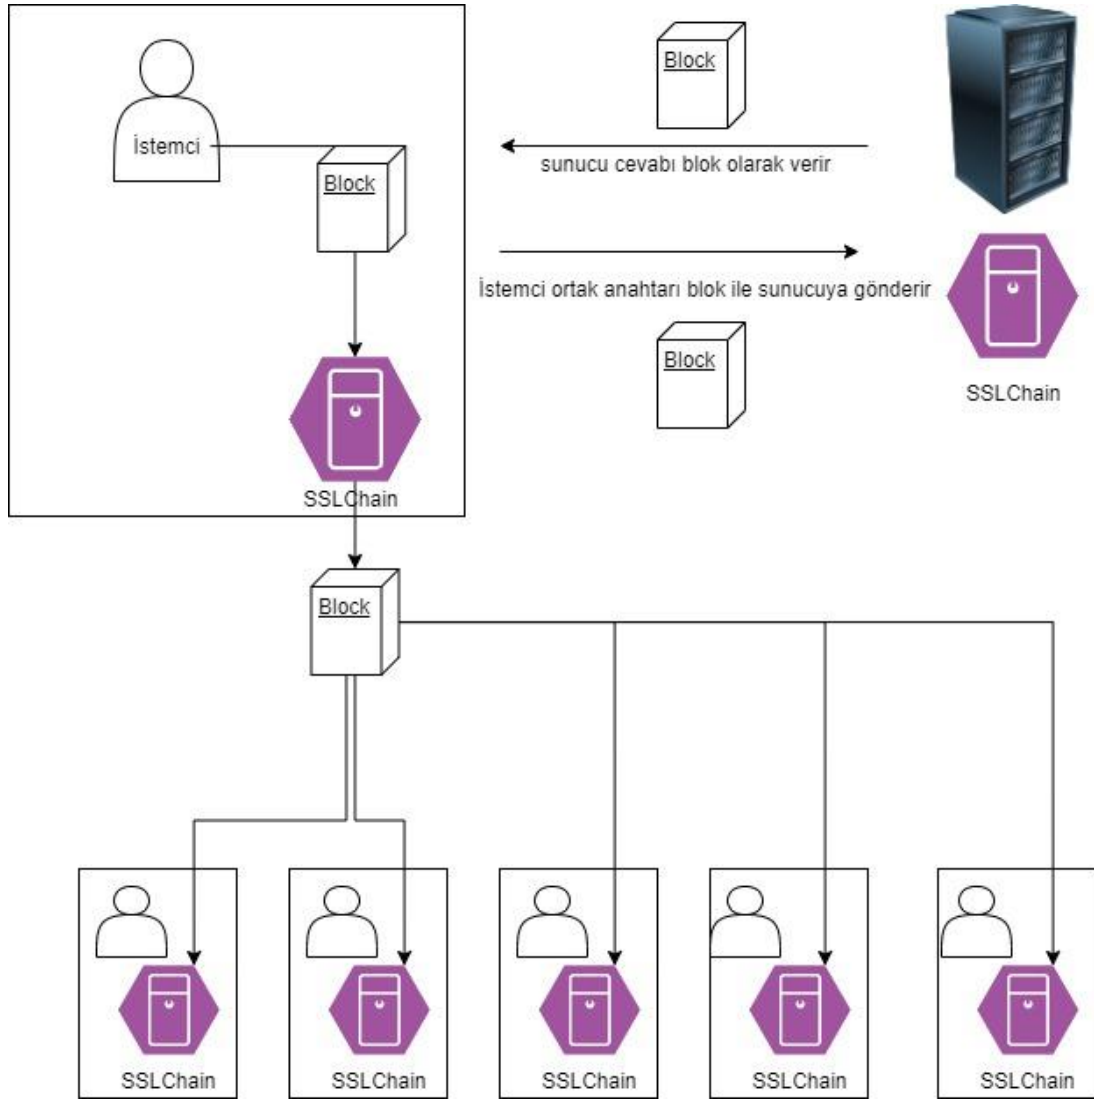 Block
İstemci
sunucu cevabı blok olarak verir
Block
İstemci ortak anahtarı blok ile sunucuya gönderir
Block
SSLChain
SSLChain
Block
SSLChain
SSLChain
SSLChain
SSLChain
SSLChain